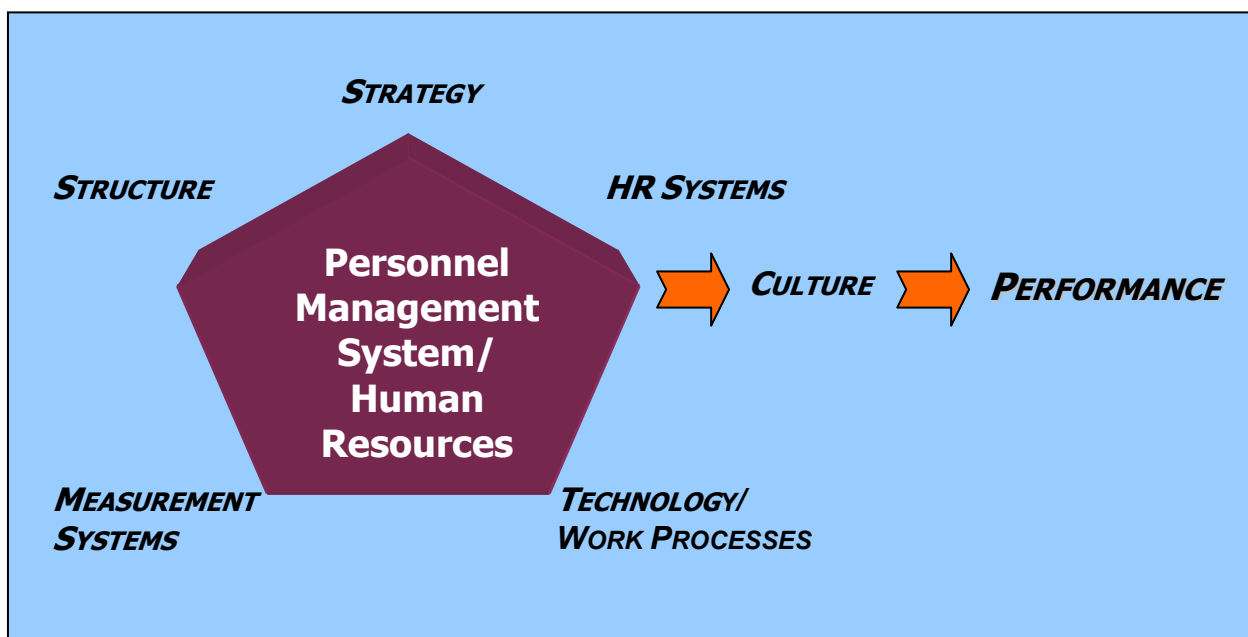 STRATEGY
STRUCTURE
HR SYSTEMS
Personnel
Management
System/
Human
Resources
CULTURE
PERFORMANCE
MEASUREMENT
SYSTEMS
TECHNOLOGY/
WORK PROCESSES